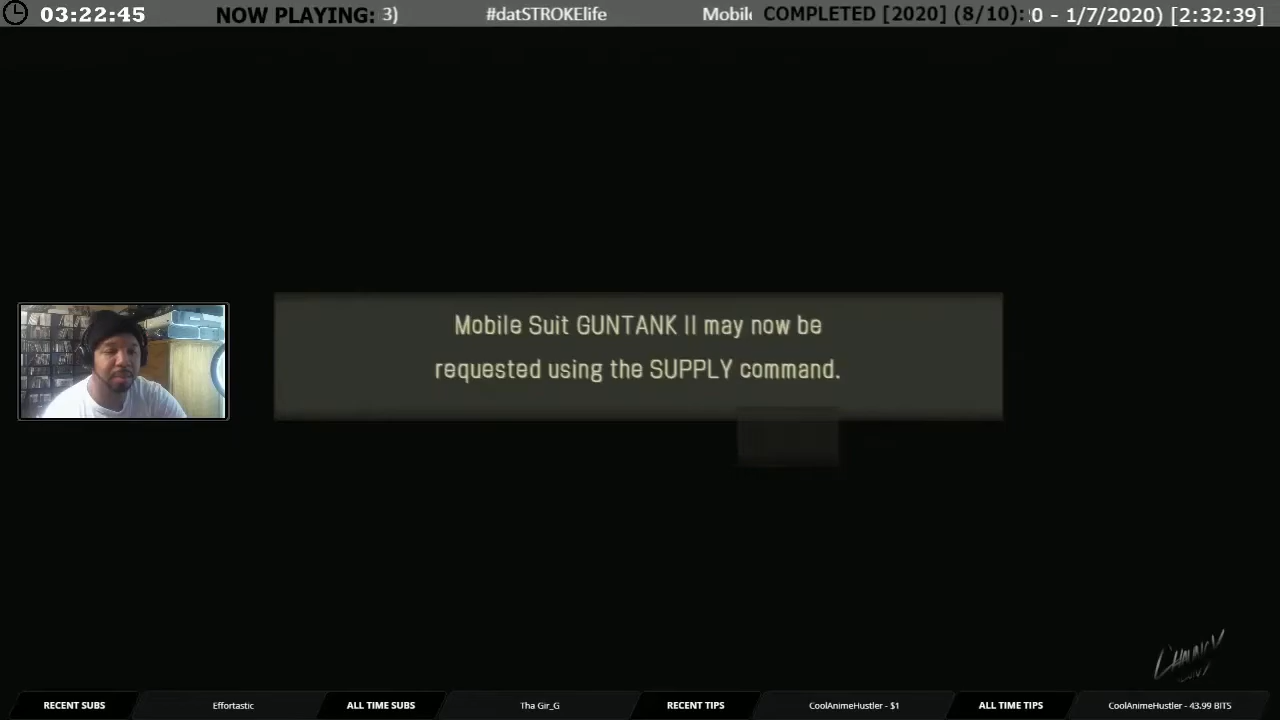 03:22:45
NOW PLAYING: 3) #datSTROKElife Mobil
COMPLETED [2020] (8/10): 0 - 1/7/2020) [2:32:39]
Mobile Suit GUNTANK II may now be
requested using the SUPPLY command.
RECENT SUBS Effortastic ALL TIME SUBS Tha Gir_G RECENT TIPS CoolAnimeHustler - $1 ALL TIME TIPS CoolAnimeHustler - 43.99 BITS